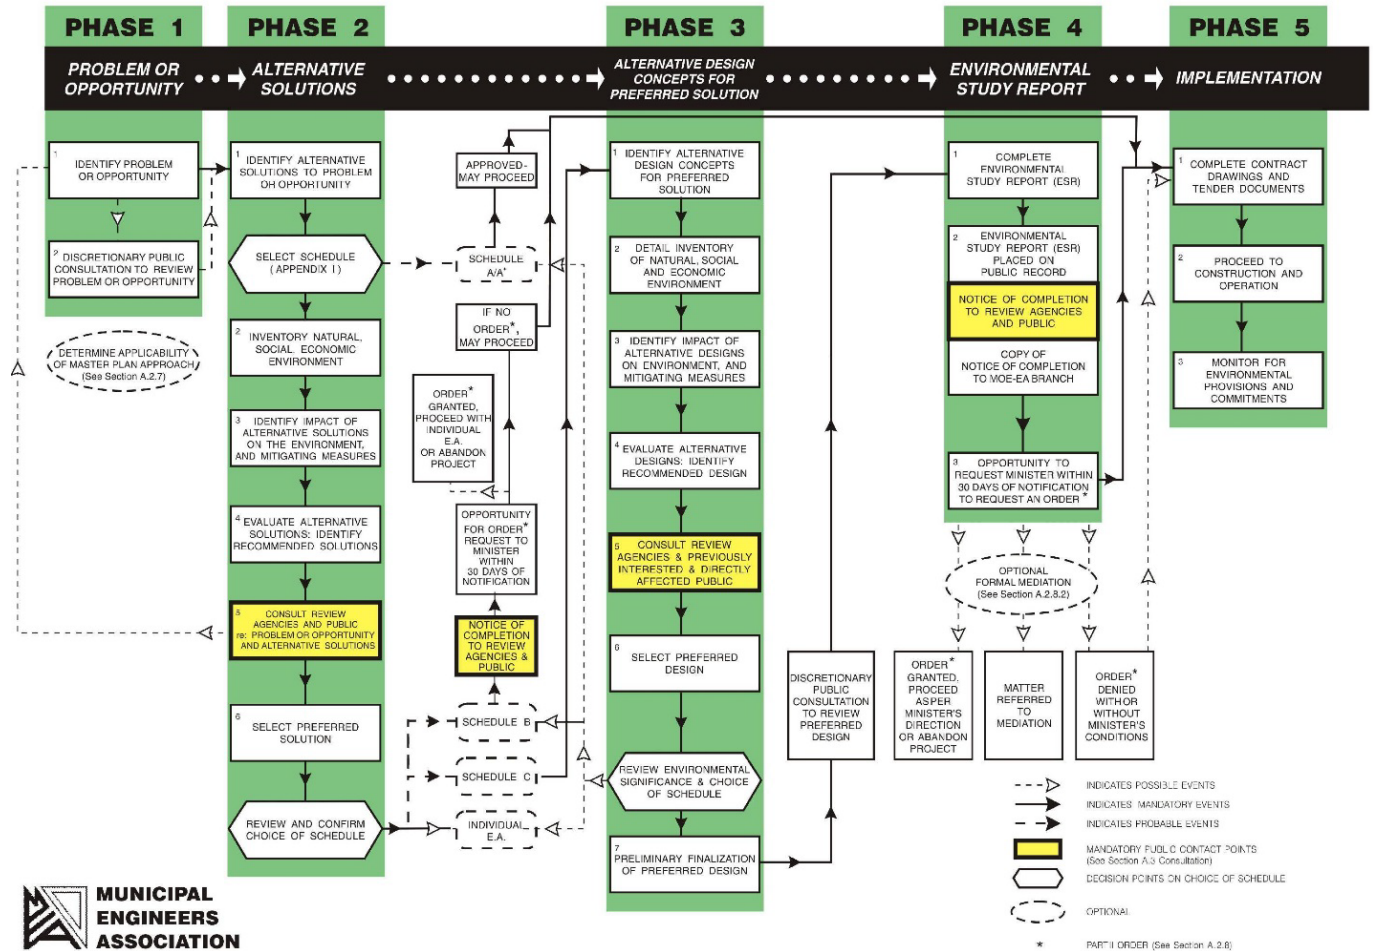 PHASE 1
PHASE 2
PHASE 3
PHASE 4
PHASE 5
PROBLEM OR
OPPORTUNITY
ALTERNATIVE
SOLUTIONS
ALTERNATIVE DESIGN
CONCEPTS FOR
PREFERRED SOLUTION
ENVIRONMENTAL
STUDY REPORT
IMPLEMENTATION
1
IDENTIFY PROBLEM
OR OPPORTUNITY
2
DISCRETIONARY PUBLIC
CONSULTATION TO REVIEW
PROBLEM OR OPPORTUNITY
DETERMINE APPLICABILITY
OF MASTER PLAN APPROACH
(See Section A.2.7)
1
IDENTIFY ALTERNATIVE
SOLUTIONS TO PROBLEM
OR OPPORTUNITY
SELECT SCHEDULE
(APPENDIX I)
2
INVENTORY NATURAL,
SOCIAL, ECONOMIC
ENVIRONMENT
3
IDENTIFY IMPACT OF
ALTERNATIVE SOLUTIONS
ON THE ENVIRONMENT,
AND MITIGATING MEASURES
4
EVALUATE ALTERNATIVE
SOLUTIONS: IDENTIFY
RECOMMENDED SOLUTIONS
5
CONSULT REVIEW
AGENCIES AND PUBLIC
re: PROBLEM OR OPPORTUNITY
AND ALTERNATIVE SOLUTIONS
6
SELECT PREFERRED
SOLUTION
REVIEW AND CONFIRM
CHOICE OF SCHEDULE
APPROVED-
MAY PROCEED
SCHEDULE
A/A+
IF NO
ORDER*,
MAY PROCEED
ORDER*
GRANTED,
PROCEED WITH
INDIVIDUAL
E.A.
OR ABANDON
PROJECT
OPPORTUNITY
FOR ORDER*
REQUEST TO
MINISTER
WITHIN
30 DAYS OF
NOTIFICATION
NOTICE OF
COMPLETION
TO REVIEW
AGENCIES &
PUBLIC
SCHEDULE B
SCHEDULE C
INDIVIDUAL
E.A.
1
IDENTIFY ALTERNATIVE
DESIGN CONCEPTS
FOR PREFERRED
SOLUTION
2
DETAIL INVENTORY
OF NATURAL, SOCIAL
AND ECONOMIC
ENVIRONMENT
3
IDENTIFY IMPACT OF
ALTERNATIVE DESIGNS
ON ENVIRONMENT, AND
MITIGATING MEASURES
4
EVALUATE ALTERNATIVE
DESIGNS: IDENTIFY
RECOMMENDED DESIGN
5
CONSULT REVIEW
AGENCIES & PREVIOUSLY
INTERESTED & DIRECTLY
AFFECTED PUBLIC
6
SELECT PREFERRED
DESIGN
REVIEW ENVIRONMENTAL
SIGNIFICANCE & CHOICE
OF SCHEDULE
7
PRELIMINARY FINALIZATION
OF PREFERRED DESIGN
DISCRETIONARY
PUBLIC
CONSULTATION
TO REVIEW
PREFERRED
DESIGN
1
COMPLETE
ENVIRONMENTAL
STUDY REPORT (ESR)
2
ENVIRONMENTAL
STUDY REPORT (ESR)
PLACED ON
PUBLIC RECORD
NOTICE OF COMPLETION
TO REVIEW AGENCIES
AND PUBLIC
COPY OF
NOTICE OF COMPLETION
TO MOE-EA BRANCH
3
OPPORTUNITY TO
REQUEST MINISTER WITHIN
30 DAYS OF NOTIFICATION
TO REQUEST AN ORDER*
OPTIONAL
FORMAL MEDIATION
(See Section A.2.8.2)
ORDER*
GRANTED,
PROCEED
AS PER
MINISTER'S
DIRECTION
OR ABANDON
PROJECT
MATTER
REFERRED
TO
MEDIATION
ORDER*
DENIED
WITH OR
WITHOUT
MINISTER'S
CONDITIONS
1
COMPLETE CONTRACT
DRAWINGS AND
TENDER DOCUMENTS
2
PROCEED TO
CONSTRUCTION AND
OPERATION
3
MONITOR FOR
ENVIRONMENTAL
PROVISIONS AND
COMMITMENTS
INDICATES POSSIBLE EVENTS
INDICATES MANDATORY EVENTS
INDICATES PROBABLE EVENTS
MANDATORY PUBLIC CONTACT POINTS
(See Section A.3 Consultation)
DECISION POINTS ON CHOICE OF SCHEDULE
OPTIONAL
* PART II ORDER (See Section A.2.8)
MUNICIPAL
ENGINEERS
ASSOCIATION